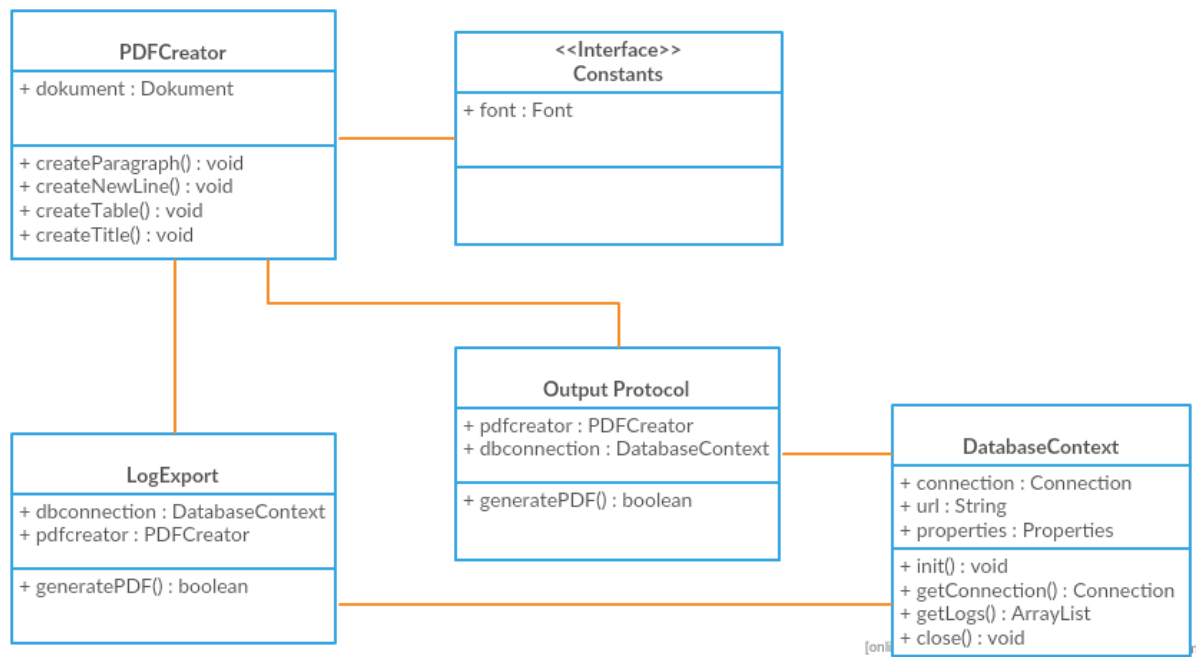 PDFCreator
+ dokument : Dokument
+ createParagraph() : void
+ createNewLine() : void
+ createTable() : void
+ createTitle() : void
<<Interface>>
Constants
+ font : Font
Output Protocol
+ pdfcreator : PDFCreator
+ dbconnection : DatabaseContext
+ generatePDF() : boolean
LogExport
+ dbconnection : DatabaseContext
+ pdfcreator : PDFCreator
+ generatePDF() : boolean
DatabaseContext
+ connection : Connection
+ url : String
+ properties : Properties
+ init() : void
+ getConnection() : Connection
+ getLogs() : ArrayList
+ close() : void